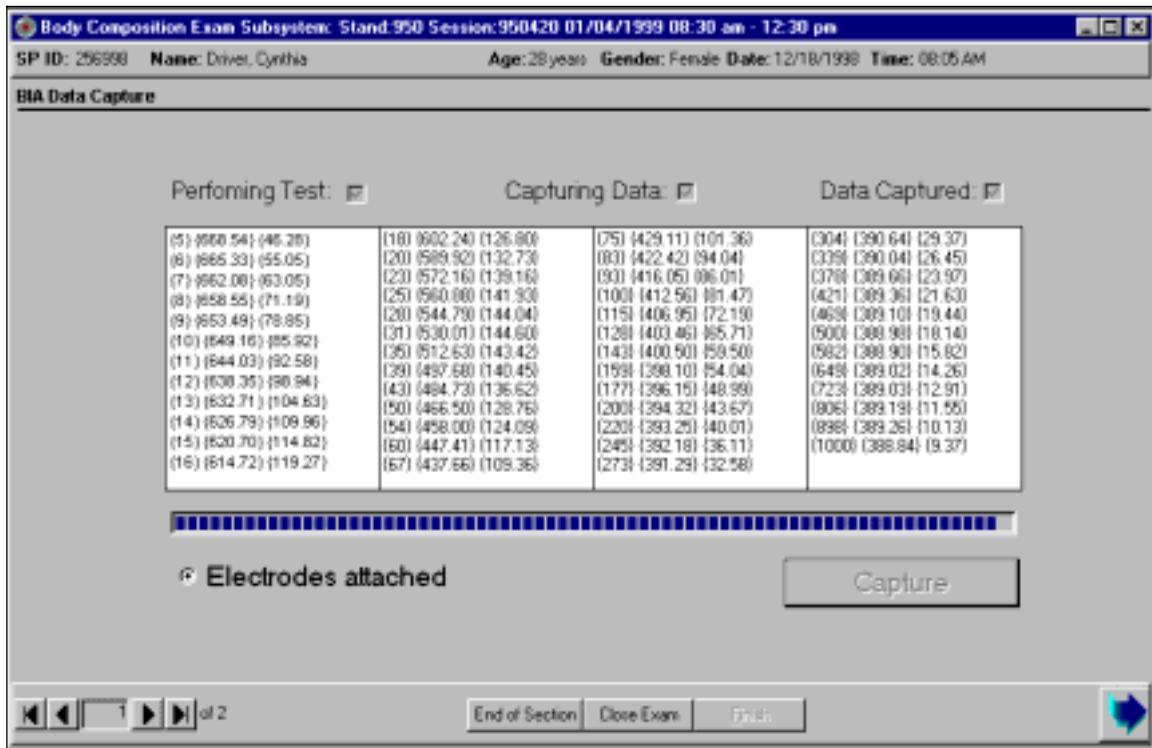 Body Composition Exam Subsystem: Stand:950 Session:950420 01/04/1999 08:30 am - 12:30 pm
SP ID: 256998 Name: Driver, Cynthia Age: 28 years Gender: Female Date: 12/18/1998 Time: 08:05 AM
BIA Data Capture
Perfoming Test: Capturing Data: Data Captured:
(5) (668.54) (46.28)
(6) (665.33) (55.05)
(7) (662.08) (63.05)
(8) (658.55) (71.19)
(9) (653.49) (78.85)
(10) (649.16) (85.92)
(11) (644.03) (92.58)
(12) (638.35) (98.94)
(13) (632.71) (104.63)
(14) (626.79) (109.96)
(15) (620.70) (114.82)
(16) (614.72) (119.27)
(18) (602.24) (126.80)
(20) (589.92) (132.73)
(23) (572.16) (139.16)
(25) (560.88) (141.93)
(28) (544.79) (144.04)
(31) (530.01) (144.60)
(35) (512.63) (143.42)
(39) (497.68) (140.45)
(43) (484.73) (136.62)
(50) (466.50) (128.76)
(54) (458.00) (124.09)
(60) (447.41) (117.13)
(67) (437.66) (109.36)
(75) (429.11) (101.36)
(83) (422.42) (94.04)
(93) (416.05) (86.01)
(100) (412.56) (81.47)
(115) (406.95) (72.19)
(128) (403.46) (65.71)
(143) (400.50) (59.50)
(159) (398.10) (54.04)
(177) (396.15) (48.99)
(200) (394.32) (43.67)
(220) (393.25) (40.01)
(245) (392.18) (36.11)
(273) (391.29) (32.58)
(304) (390.64) (29.37)
(339) (390.04) (26.45)
(378) (389.66) (23.97)
(421) (389.36) (21.63)
(469) (389.10) (19.44)
(500) (388.98) (18.14)
(582) (388.90) (15.82)
(649) (389.02) (14.26)
(723) (389.03) (12.91)
(806) (389.19) (11.55)
(898) (389.26) (10.13)
(1000) (388.84) (9.37)
Electrodes attached
Capture
1 of 2 End of Section Close Exam Finish